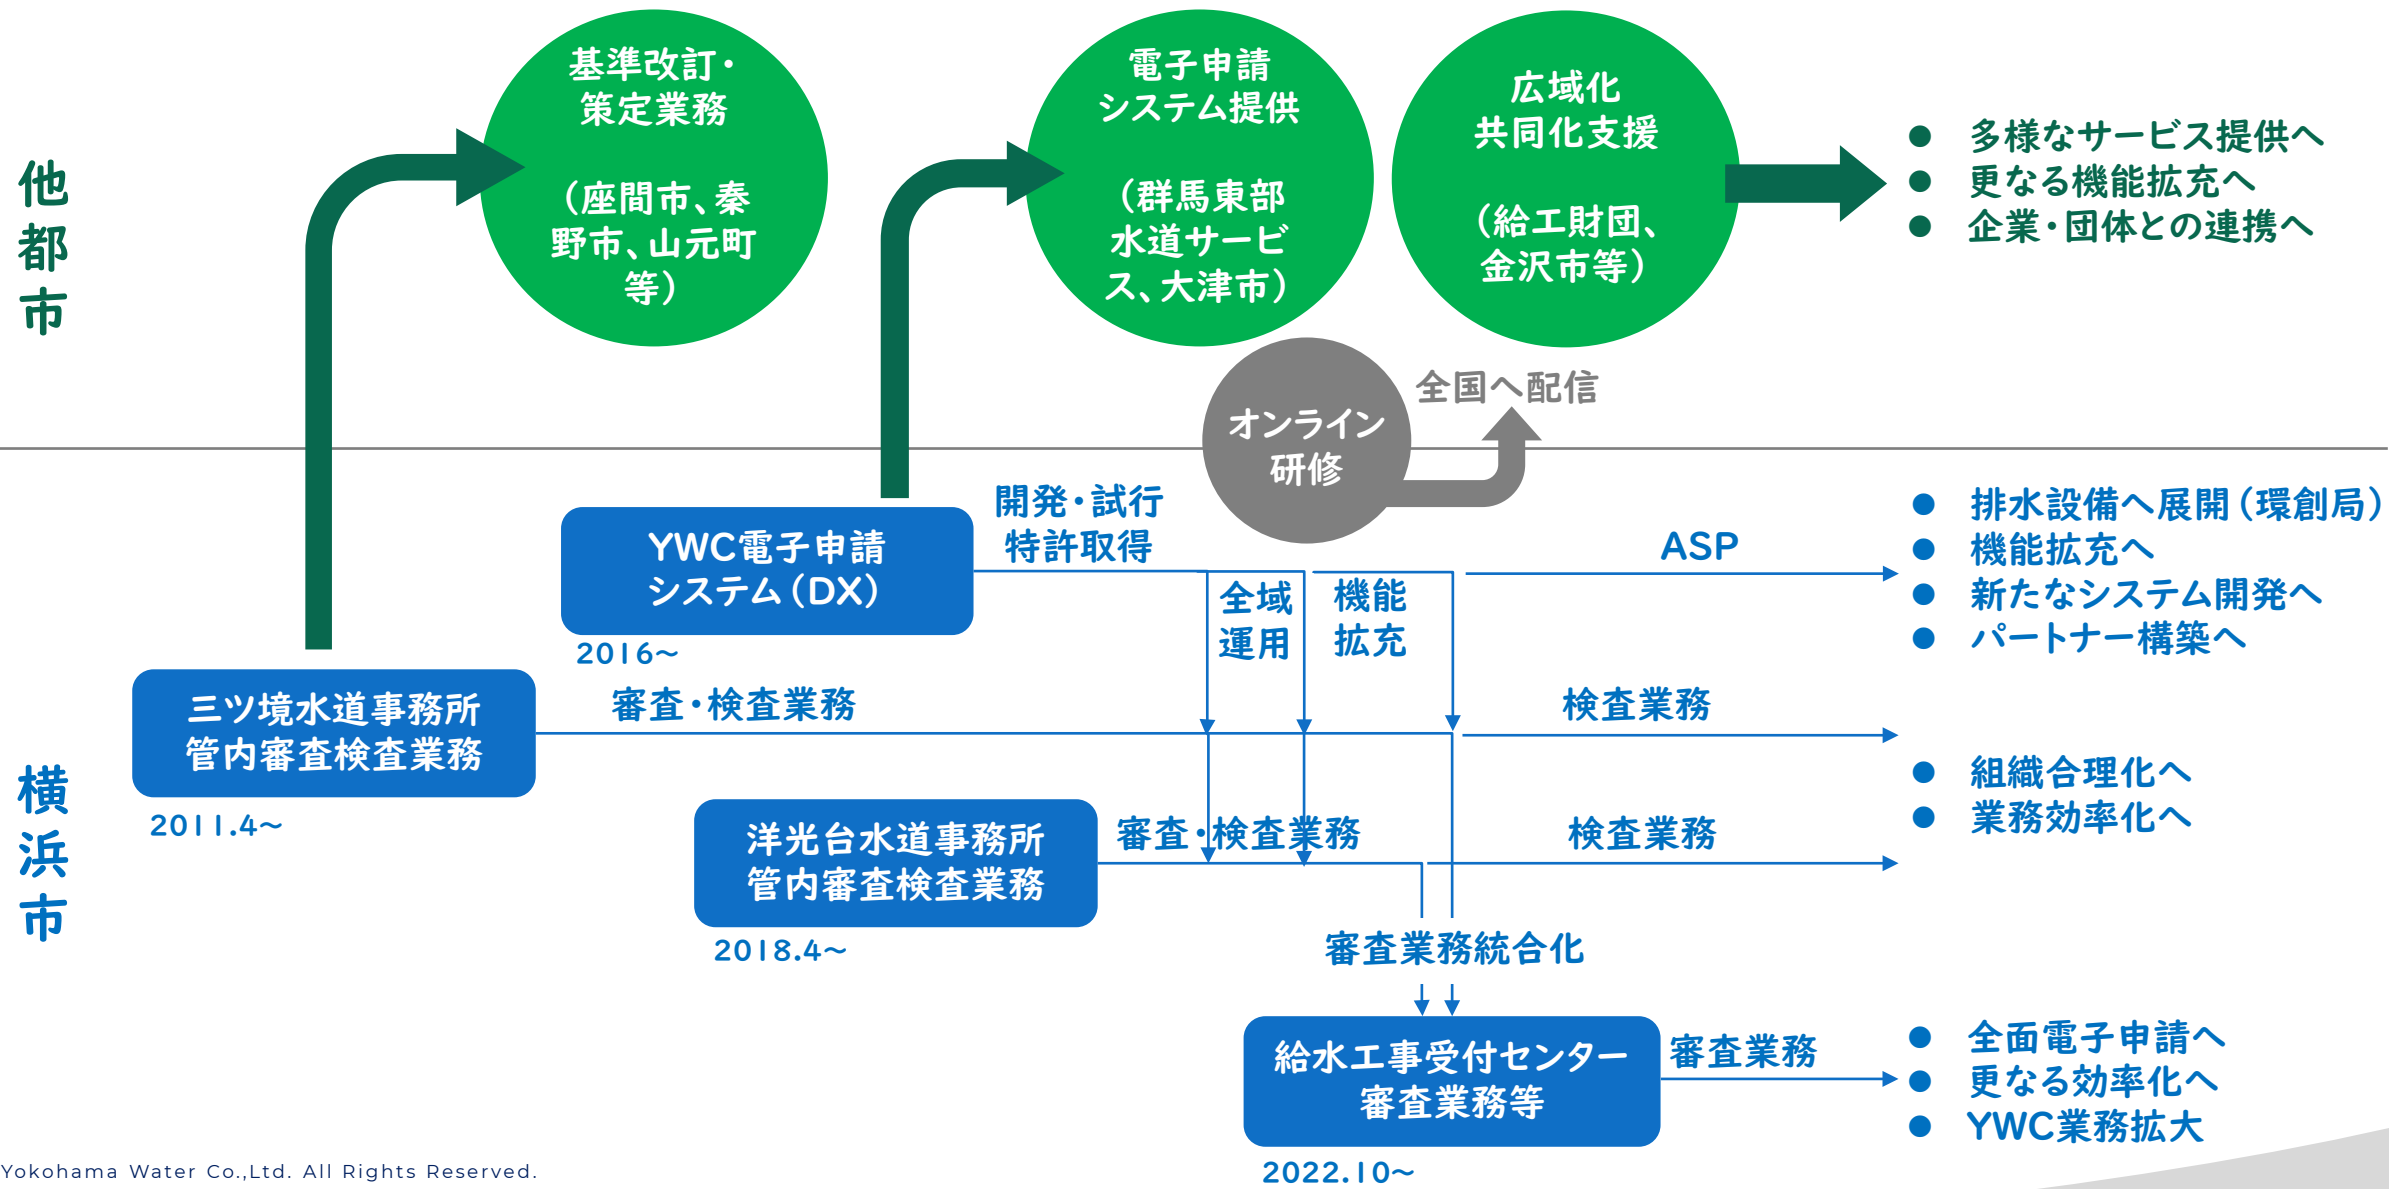 他都市
基準改訂・
策定業務
（座間市、秦
野市、山元町
等）
電子申請
システム提供
（群馬東部
水道サービ
ス、大津市）
広域化
共同化支援
（給工財団、
金沢市等）
● 多様なサービス提供へ
● 更なる機能拡充へ
● 企業・団体との連携へ
オンライン
研修
全国へ配信
横浜市
YWC電子申請
システム（DX）
2016～
開発・試行
特許取得
全域
運用
機能
拡充
ASP
● 排水設備へ展開（環創局）
● 機能拡充へ
● 新たなシステム開発へ
● パートナー構築へ
三ツ境水道事務所
管内審査検査業務
2011.4～
審査・検査業務
検査業務
● 組織合理化へ
● 業務効率化へ
洋光台水道事務所
管内審査検査業務
2018.4～
審査・検査業務
検査業務
審査業務統合化
給水工事受付センター
審査業務等
2022.10～
審査業務
● 全面電子申請へ
● 更なる効率化へ
● YWC業務拡大
Yokohama Water Co.,Ltd. All Rights Reserved.